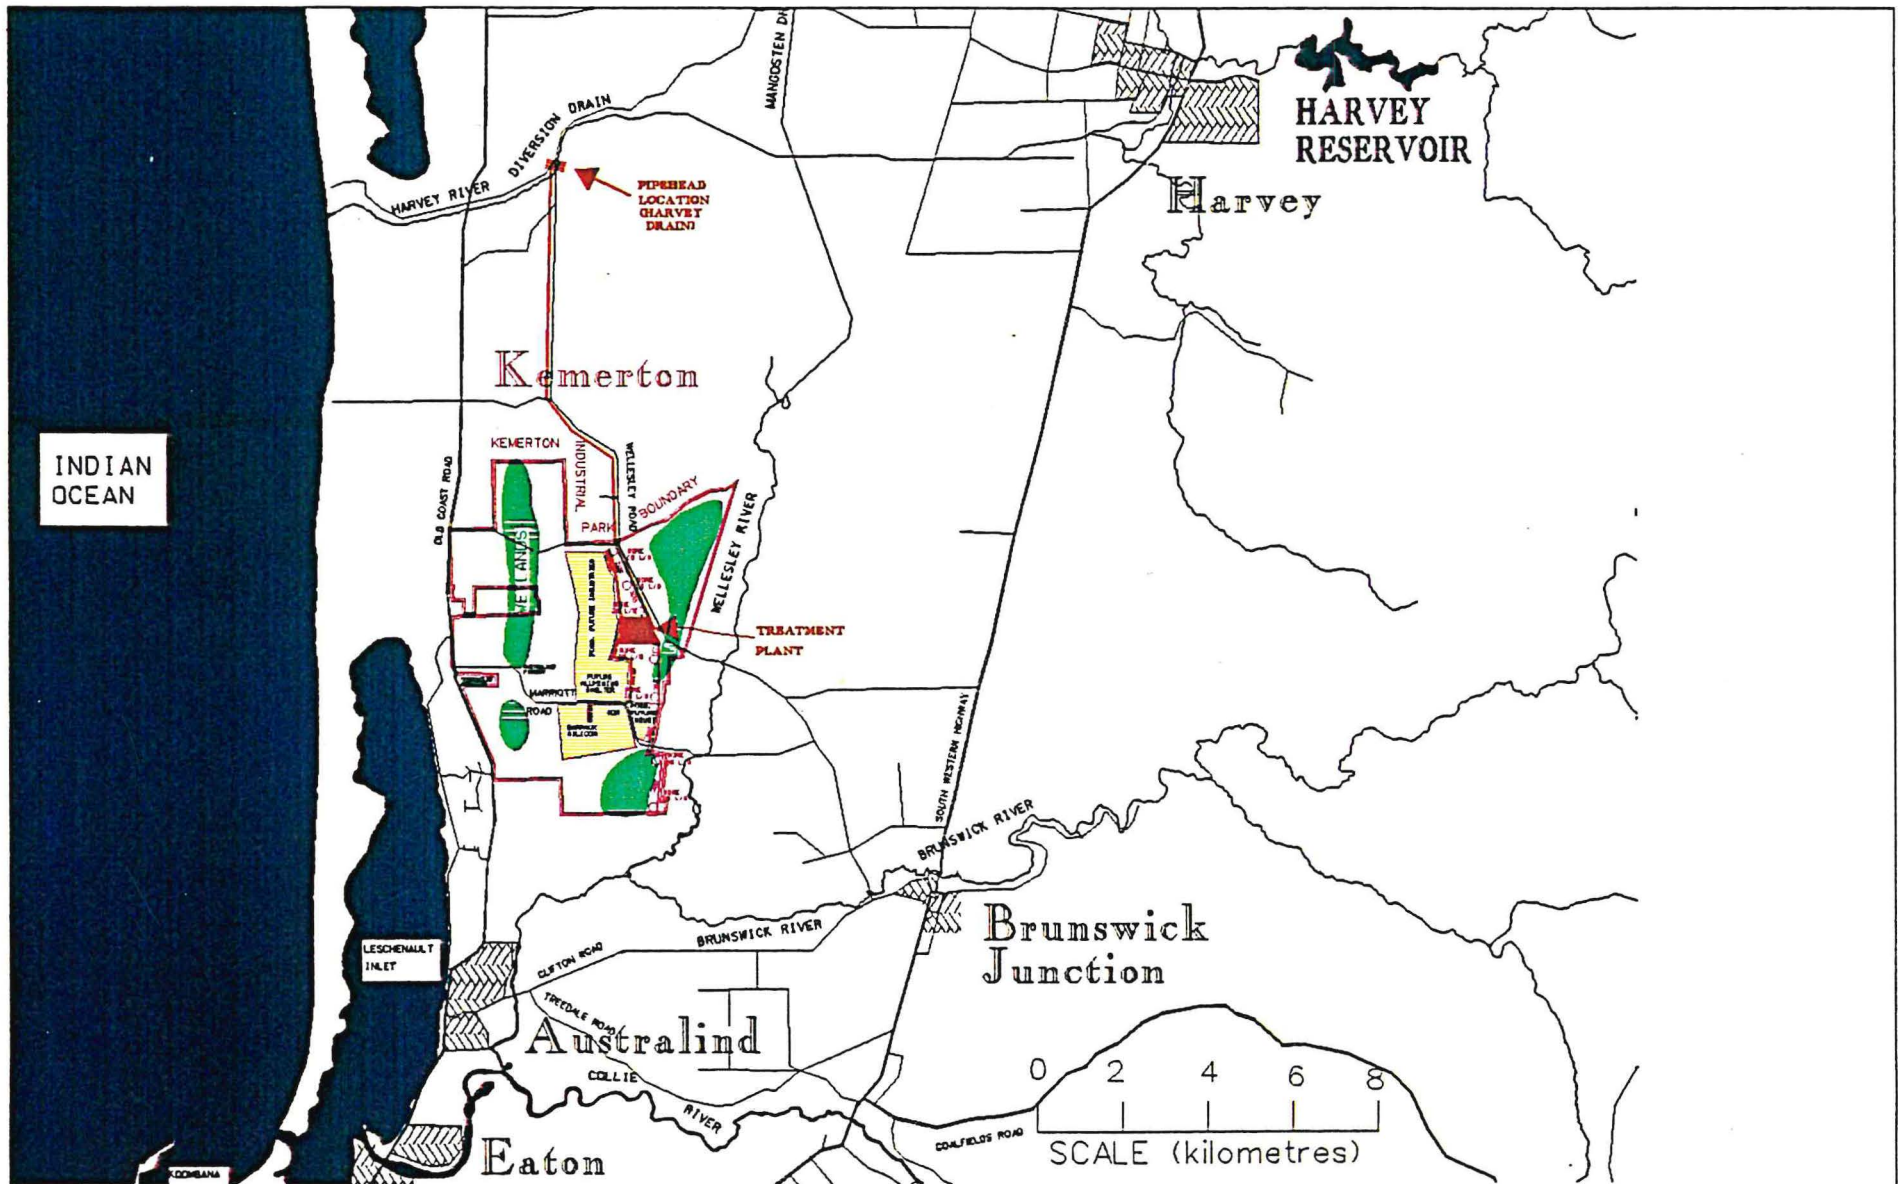 MANGOSTEN DR
HARVEY
RESERVOIR
Harvey
DIVERSION DRAIN
HARVEY RIVER
PIPEHEAD
LOCATION
(HARVEY
DRAIN)
Kemerton
INDIAN
OCEAN
KEMERTON
INDUSTRIAL
PARK
BOUNDARY
OLD COAST ROAD
WELLESLEY ROAD
WELLESLEY RIVER
WETLANDS
TREATMENT
PLANT
MARRIOTT
ROAD
SOUTH WESTERN HIGHWAY
BRUNSWICK RIVER
Brunswick
Junction
LESCHENAULT
INLET
CLIFTON ROAD
BRUNSWICK RIVER
TREEDALE ROAD
Australind
COLLIE
RIVER
COALFIELDS ROAD
Eaton
KOOMBANA
0 2 4 6 8
SCALE (kilometres)